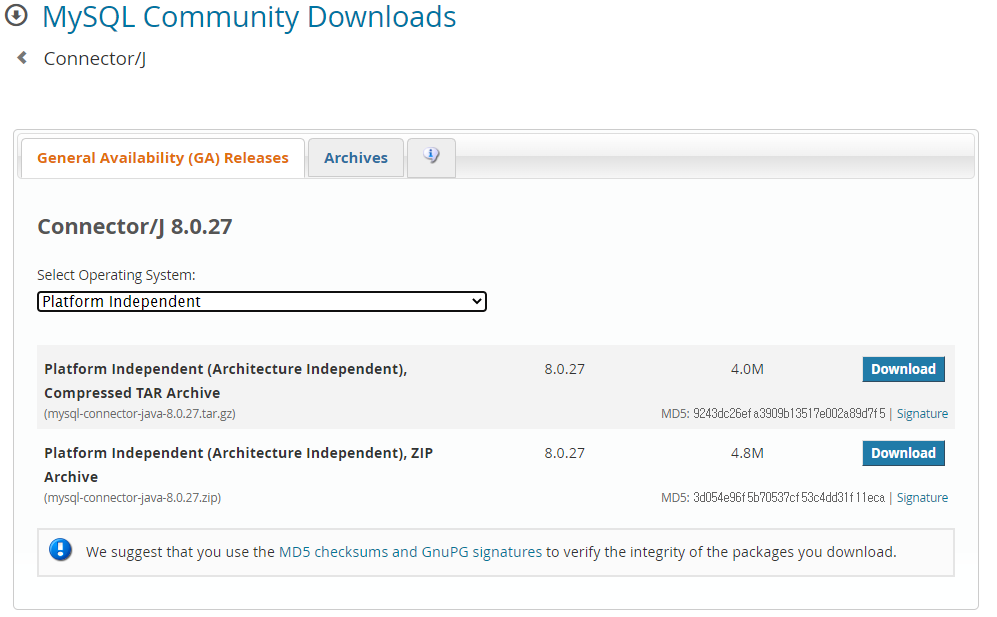 MySQL Community Downloads
Connector/J
General Availability (GA) Releases Archives
Connector/J 8.0.27
Select Operating System:
Platform Independent
Platform Independent (Architecture Independent), 8.0.27 4.0M Download
Compressed TAR Archive
(mysql-connector-java-8.0.27.tar.gz) MD5: 9243dc26efa3909b13517e002a89d7f5 | Signature
Platform Independent (Architecture Independent), ZIP 8.0.27 4.8M Download
Archive
(mysql-connector-java-8.0.27.zip) MD5: 3d054e96f5b70537cf53c4dd31f11eca | Signature
We suggest that you use the MD5 checksums and GnuPG signatures to verify the integrity of the packages you download.